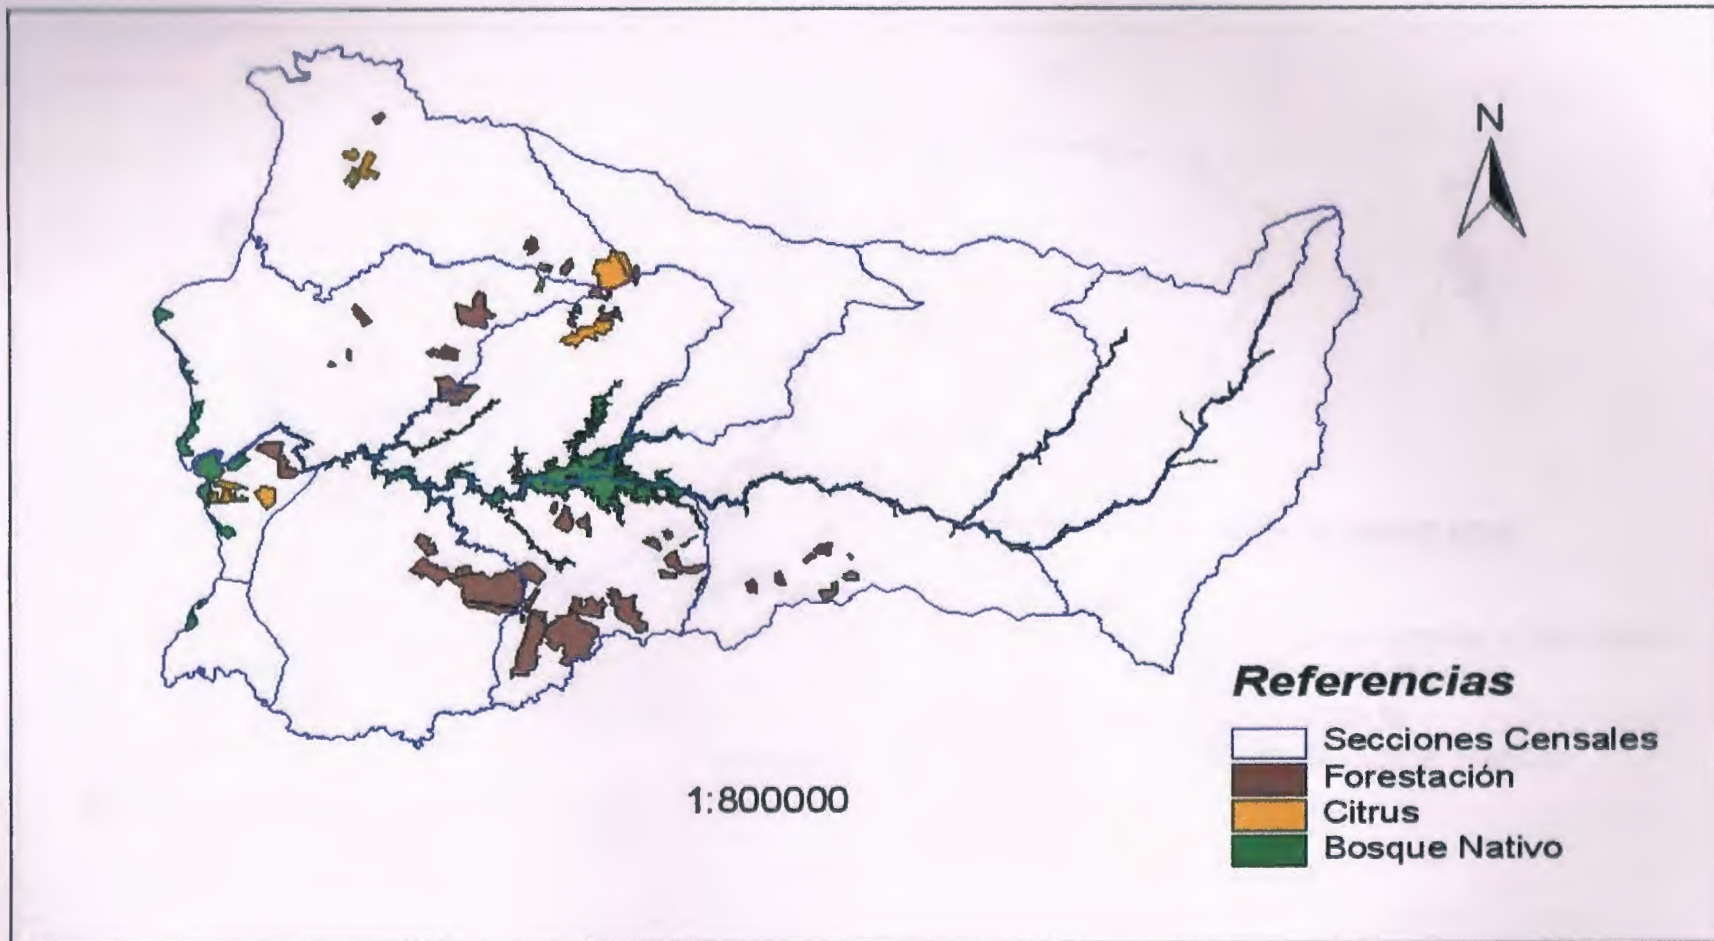 N
Referencias
Secciones Censales
Forestación
Citrus
Bosque Nativo
1:800000